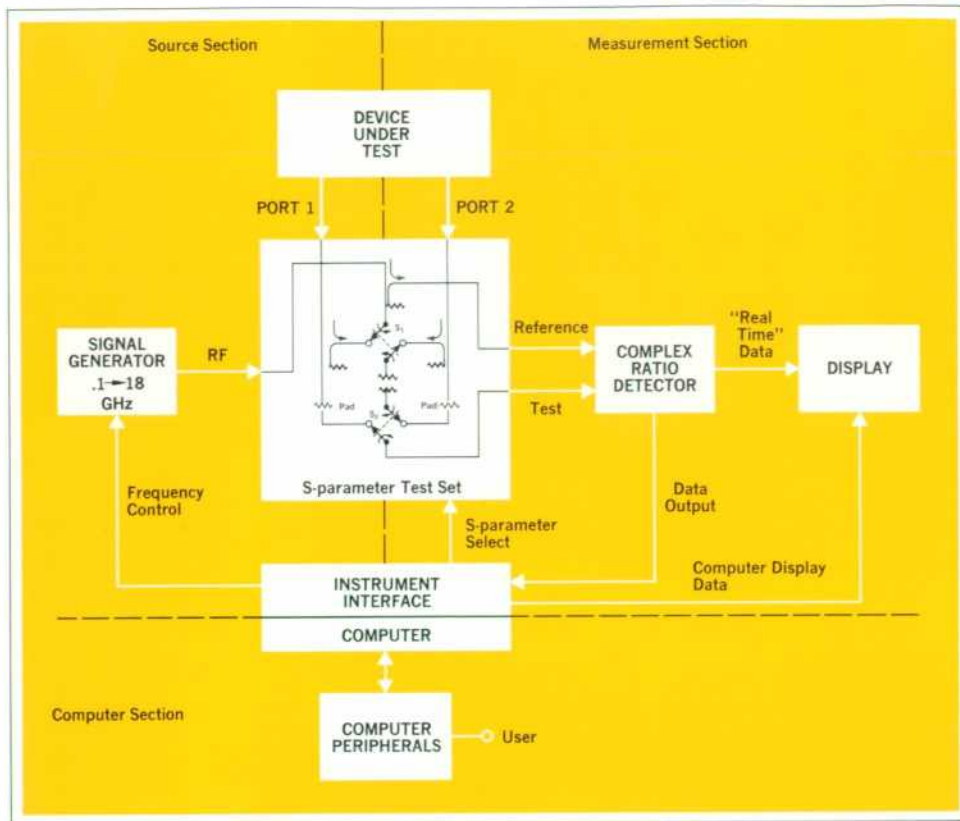 Source Section
Measurement Section
DEVICE
UNDER
TEST
PORT 1
PORT 2
SIGNAL
GENERATOR
.1→18
GHz
RF
S₁
Pad
S₂
Pad
S-parameter Test Set
Reference
Test
COMPLEX
RATIO
DETECTOR
"Real
Time"
Data
DISPLAY
Frequency
Control
S-parameter
Select
Data
Output
Computer Display
Data
INSTRUMENT
INTERFACE
COMPUTER
Computer Section
COMPUTER
PERIPHERALS
User